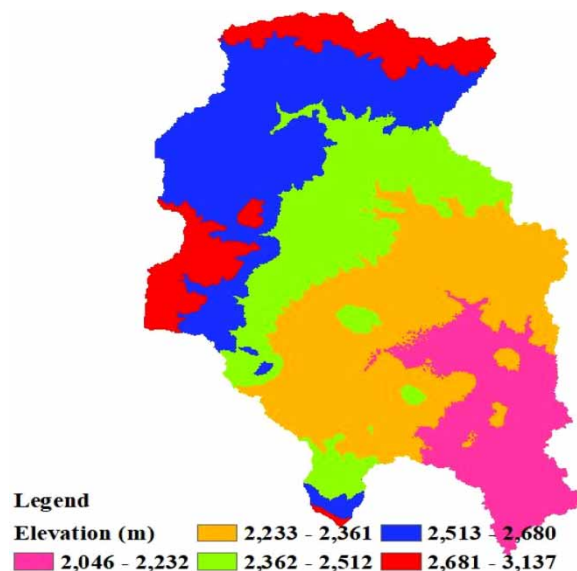 Legend
Elevation (m) 2,233 - 2,361 2,513 - 2,680
2,046 - 2,232 2,362 - 2,512 2,681 - 3,137